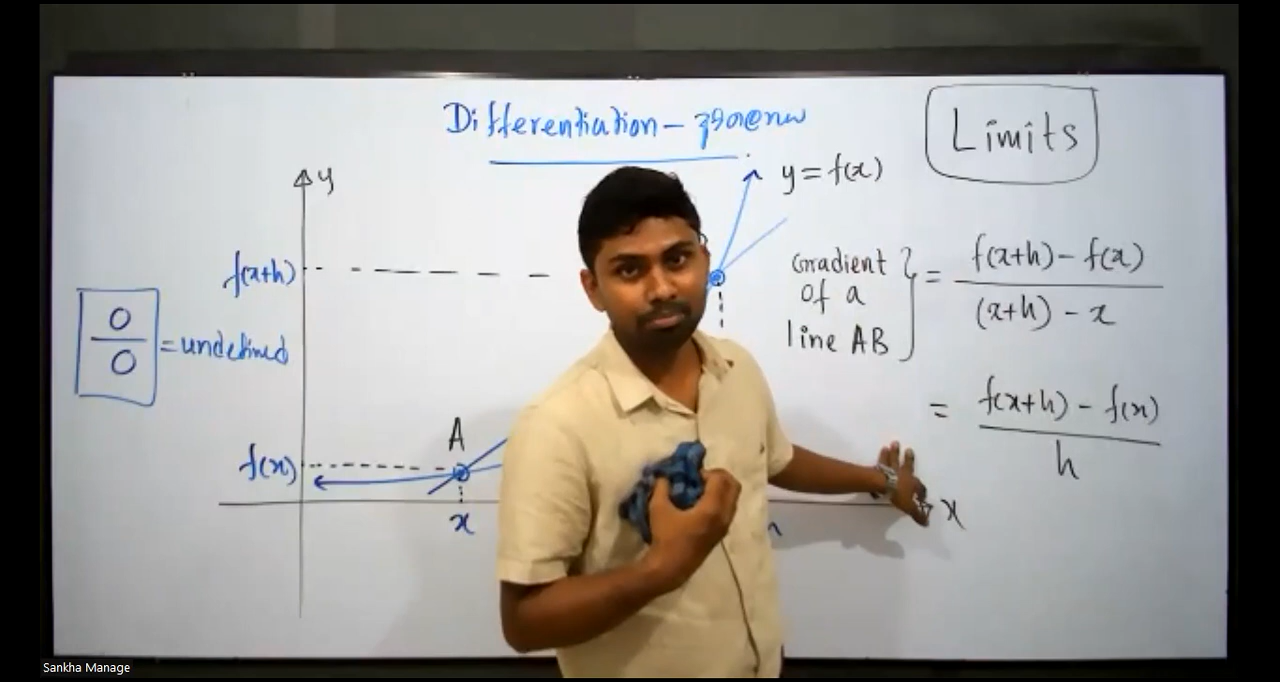 Differentiation –
Limits
y
y = f(x)
f(x+h)
Gradient
of a
line AB
= f(x+h) – f(x)
(x+h) – x
0
0
= undefined
= f(x+h) – f(x)
h
A
f(x)
x
x
Sankha Manage